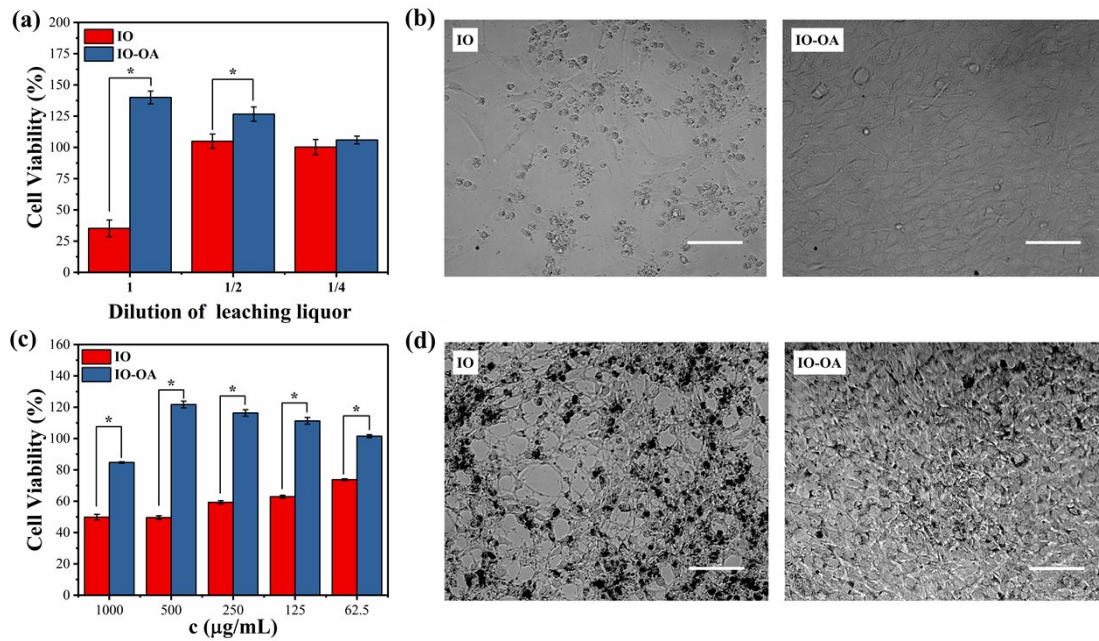 (a)
200
175
150
125
100
75
50
25
0
Cell Viability (%)
IO
IO-OA
*
*
1
1/2
1/4
Dilution of leaching liquor
(b)
IO
IO-OA
(c)
160
140
120
100
80
60
40
20
0
Cell Viability (%)
IO
IO-OA
*
*
*
*
*
1000
500
250
125
62.5
c (μg/mL)
(d)
IO
IO-OA